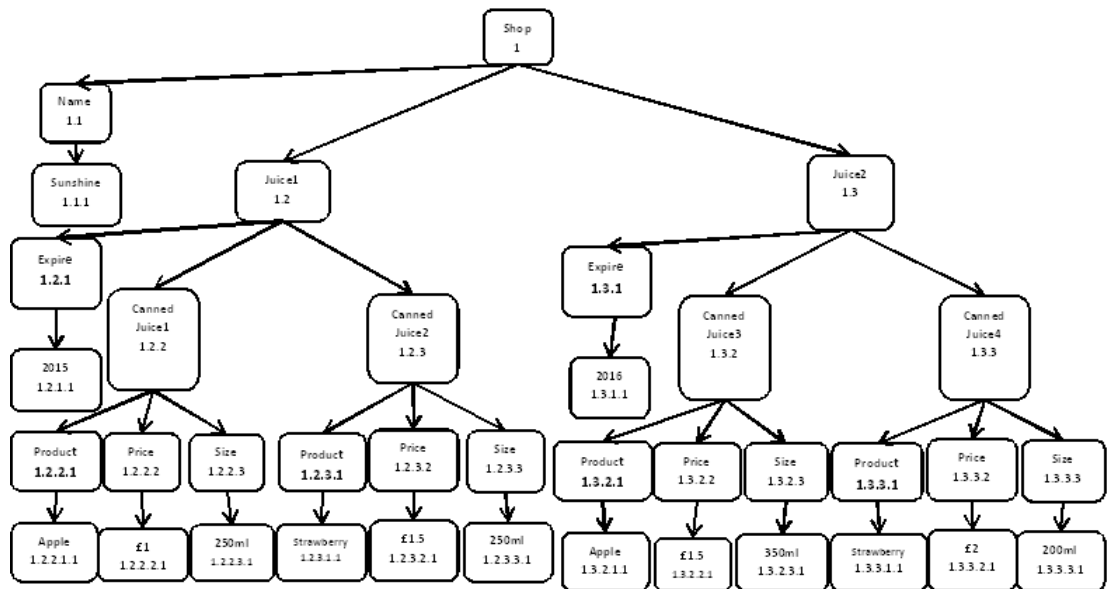 Shop
1
Name
1.1
Sunshine
1.1.1
Juice1
1.2
Juice2
1.3
Expire
1.2.1
Expire
1.3.1
Canned
Juice1
1.2.2
Canned
Juice2
1.2.3
Canned
Juice3
1.3.2
Canned
Juice4
1.3.3
2015
1.2.1.1
2016
1.3.1.1
Product
1.2.2.1
Price
1.2.2.2
Size
1.2.2.3
Product
1.2.3.1
Price
1.2.3.2
Size
1.2.3.3
Product
1.3.2.1
Price
1.3.2.2
Size
1.3.2.3
Product
1.3.3.1
Price
1.3.3.2
Size
1.3.3.3
Apple
1.2.2.1.1
£1
1.2.2.2.1
250ml
1.2.2.3.1
Strawberry
1.2.3.1.1
£1.5
1.2.3.2.1
250ml
1.2.3.3.1
Apple
1.3.2.1.1
£1.5
1.3.2.2.1
350ml
1.3.2.3.1
Strawberry
1.3.3.1.1
£2
1.3.3.2.1
200ml
1.3.3.3.1